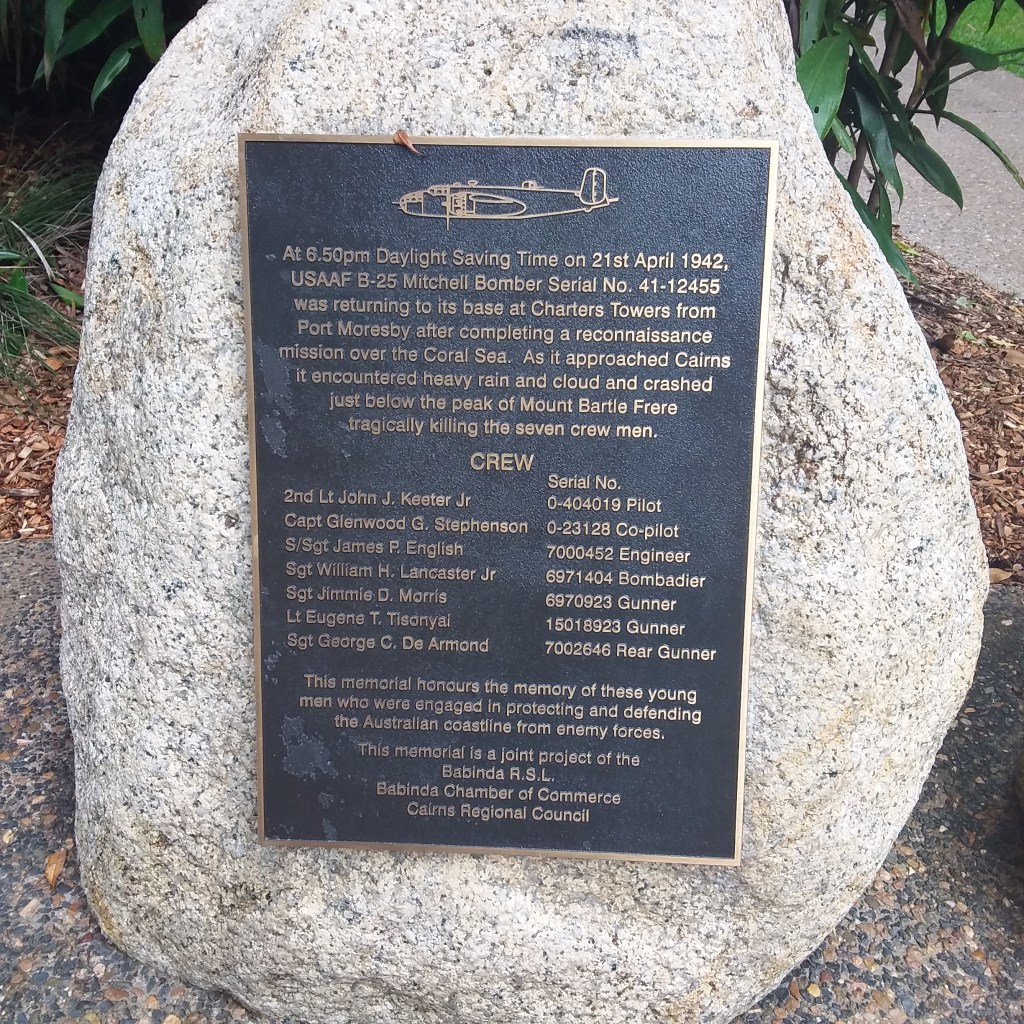 At 6.50pm Daylight Saving Time on 21st April 1942,
USAAF B-25 Mitchell Bomber Serial No. 41-12455
was returning to its base at Charters Towers from
Port Moresby after completing a reconnaissance
mission over the Coral Sea. As it approached Cairns
it encountered heavy rain and cloud and crashed
just below the peak of Mount Bartle Frere
tragically killing the seven crew men.
CREW
Serial No.
2nd Lt John J. Keeter Jr 0-404019 Pilot
Capt Glenwood G. Stephenson 0-23128 Co-pilot
S/Sgt James P. English 7000452 Engineer
Sgt William H. Lancaster Jr 6971404 Bombadier
Sgt Jimmie D. Morris 6970923 Gunner
Lt Eugene T. Tisonyai 15018923 Gunner
Sgt George C. De Armond 7002646 Rear Gunner
This memorial honours the memory of these young
men who were engaged in protecting and defending
the Australian coastline from enemy forces.
This memorial is a joint project of the
Babinda R.S.L.
Babinda Chamber of Commerce
Cairns Regional Council